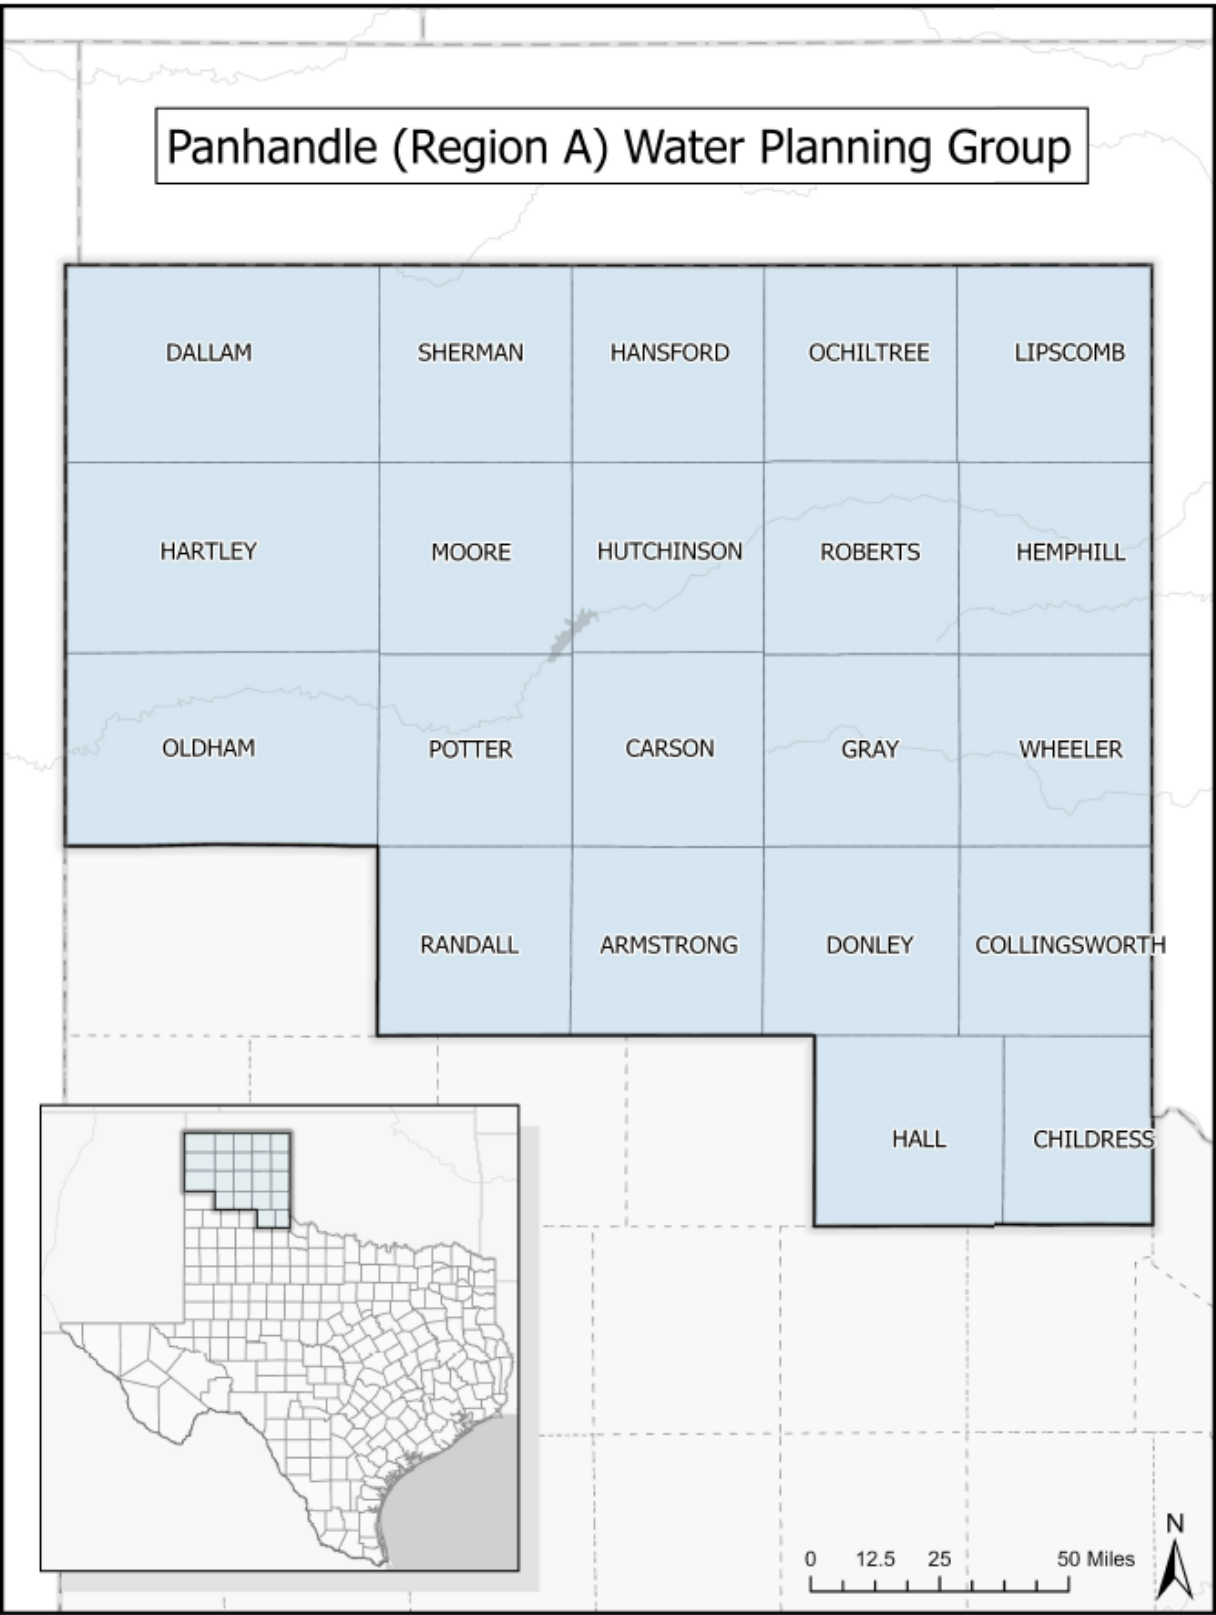 Panhandle (Region A) Water Planning Group
DALLAM SHERMAN HANSFORD OCHILTREE LIPSCOMB
HARTLEY MOORE HUTCHINSON ROBERTS HEMPHILL
OLDHAM POTTER CARSON GRAY WHEELER
RANDALL ARMSTRONG DONLEY COLLINGSWORTH
HALL CHILDRESS
N
0 12.5 25 50 Miles